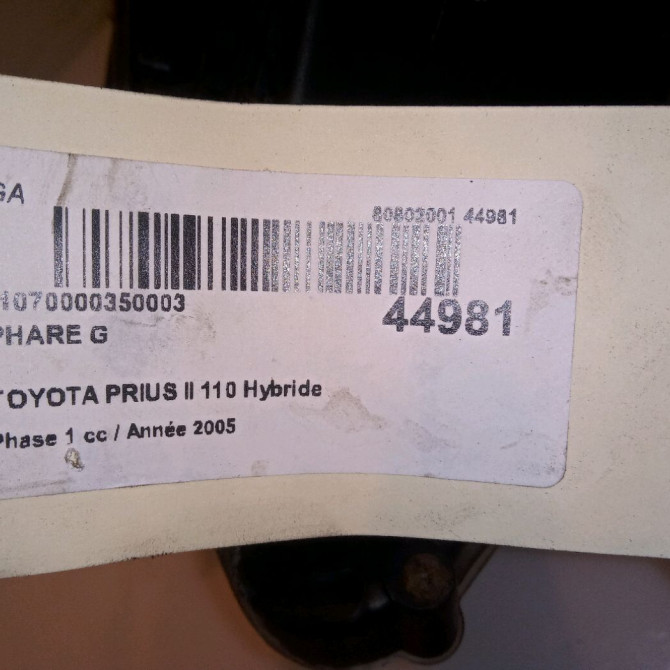 GA
80802001 44981
H070000350003
44981
PHARE G
TOYOTA PRIUS II 110 Hybride
Phase 1 cc / Année 2005